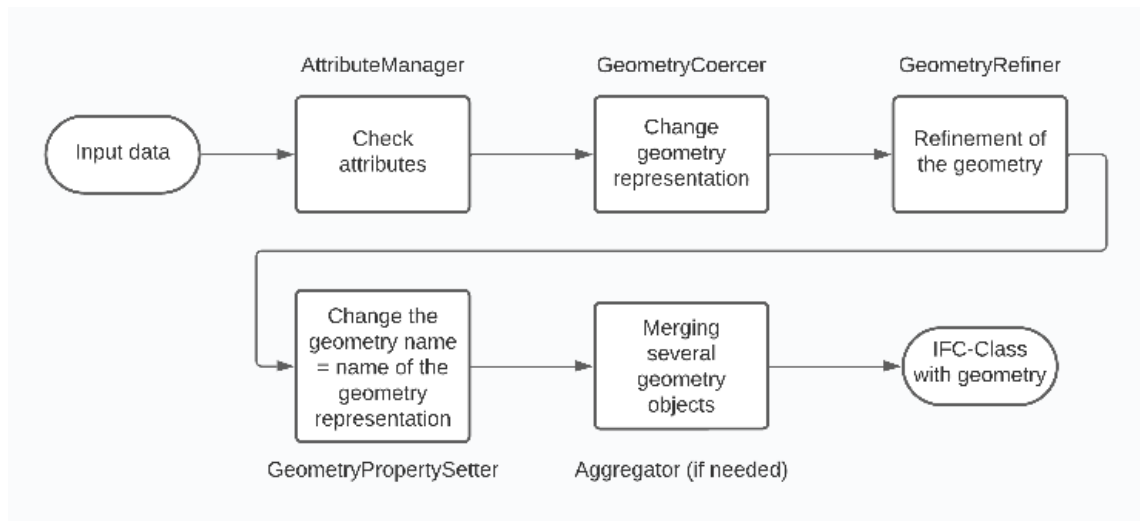 AttributeManager
GeometryCoercer
GeometryRefiner
Input data
Check
attributes
Change
geometry
representation
Refinement of
the geometry
Change the
geometry name
= name of the
geometry
representation
Merging
several
geometry
objects
IFC-Class
with geometry
GeometryPropertySetter
Aggregator (if needed)